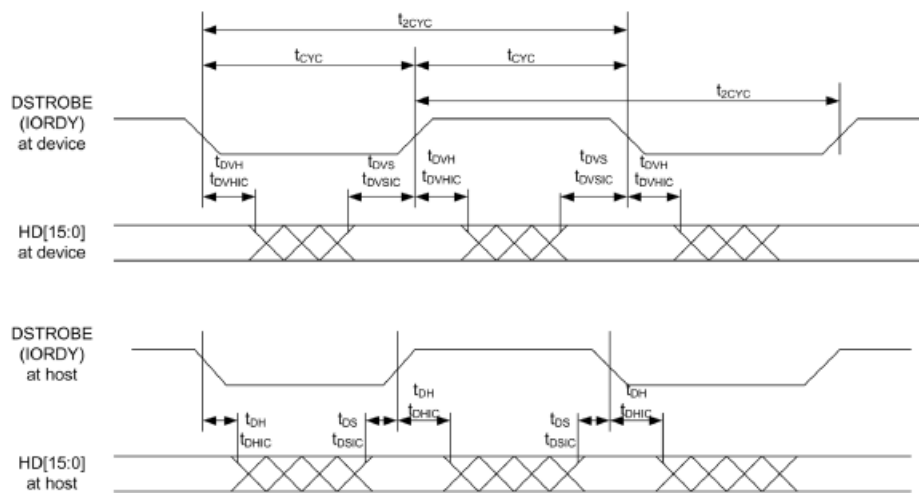 t2CYC
tCYC tCYC
t2CYC
DSTROBE
(IORDY)
at device
tDVH tDVS tDVH tDVS tDVH
tDVHIC tDVSIC tDVHIC tDVSIC tDVHIC
HD[15:0]
at device
DSTROBE
(IORDY)
at host
tDH tDS tDH tDS tDH
tDHIC tDSIC tDHIC tDSIC tDHIC
HD[15:0]
at host